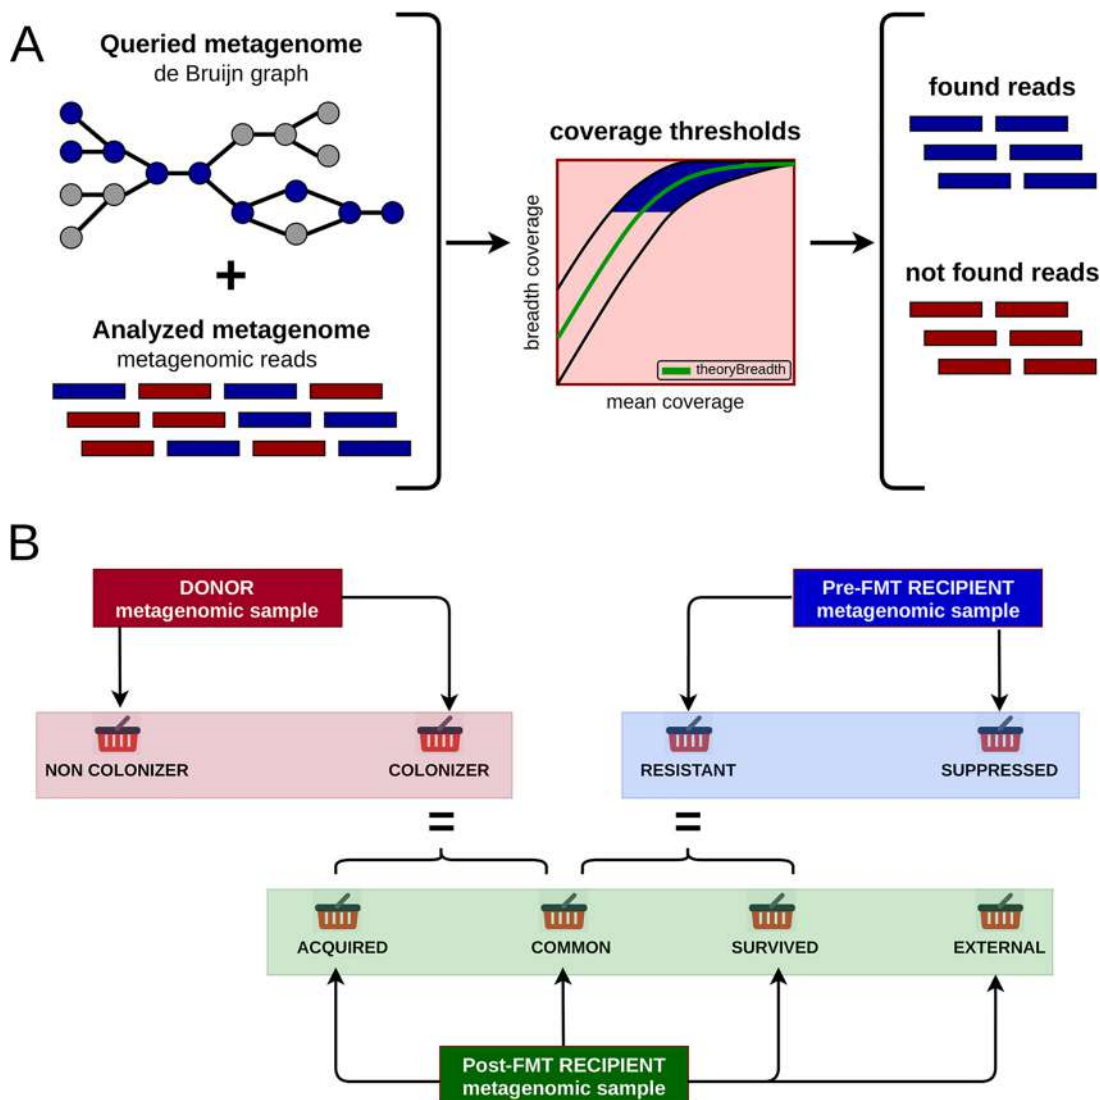 A
Queried metagenome
de Bruijn graph
+
Analyzed metagenome
metagenomic reads
coverage thresholds
breadth coverage
theoryBreadth
mean coverage
found reads
not found reads
B
DONOR
metagenomic sample
Pre-FMT RECIPIENT
metagenomic sample
NON COLONIZER
COLONIZER
RESISTANT
SUPPRESSED
=
=
ACQUIRED
COMMON
SURVIVED
EXTERNAL
Post-FMT RECIPIENT
metagenomic sample